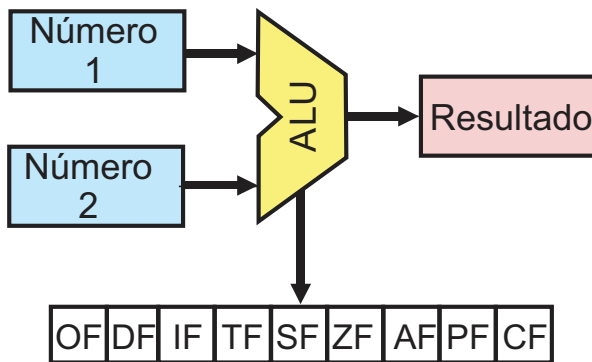 Número
1
ALU
Resultado
Número
2
OF DF IF TF SF ZF AF PF CF